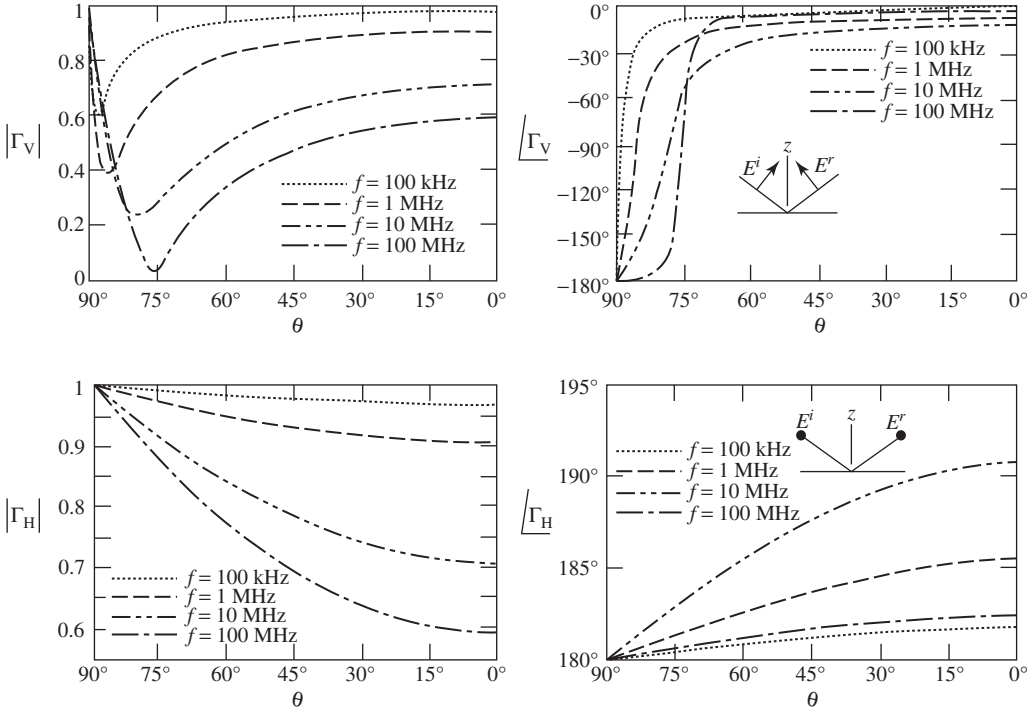 |Γ_V|
1
0.8
0.6
0.4
0.2
0
f = 100 kHz
f = 1 MHz
f = 10 MHz
f = 100 MHz
90° 75° 60° 45° 30° 15° 0°
θ
∠Γ_V
0°
−30°
−60°
−90°
−120°
−150°
−180°
f = 100 kHz
f = 1 MHz
f = 10 MHz
f = 100 MHz
E^i z E^r
90° 75° 60° 45° 30° 15° 0°
θ
|Γ_H|
1
0.9
0.8
0.7
0.6
f = 100 kHz
f = 1 MHz
f = 10 MHz
f = 100 MHz
90° 75° 60° 45° 30° 15° 0°
θ
∠Γ_H
195°
190°
185°
180°
E^i z E^r
f = 100 kHz
f = 1 MHz
f = 10 MHz
f = 100 MHz
90° 75° 60° 45° 30° 15° 0°
θ